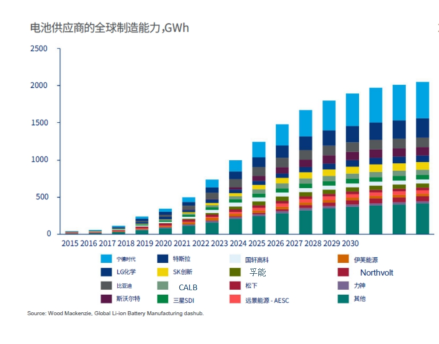 电池供应商的全球制造能力,GWh
2500
2000
1500
1000
500
0
2015 2016 2017 2018 2019 2020 2021 2022 2023 2024 2025 2026 2027 2028 2029 2030
宁德时代 特斯拉 国轩高科 伊芙能源
LG化学 SK创新 孚能 Northvolt
比亚迪 CALB 松下 力神
斯沃尔特 三星SDI 远景能源 - AESC 其他
Source: Wood Mackenzie, Global Li-ion Battery Manufacturing dashub.